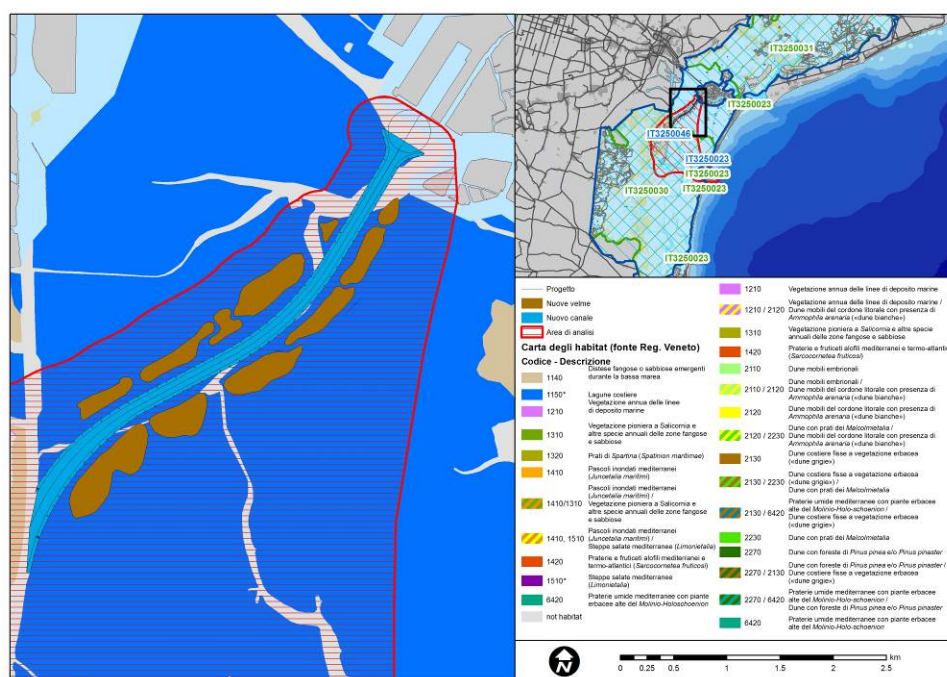 IT3250031
IT3250023
IT3250046
IT3250023
IT3250023
IT3250030
IT3250023
IT3250023
Progetto
Nuove velme
Nuovo canale
Area di analisi
Carta degli habitat (fonte Reg. Veneto)
Codice - Descrizione
1140 Distese fangose o sabbiose emergenti
durante la bassa marea
1150* Lagune costiere
1210 Vegetazione annua delle linee
di deposito marine
1310 Vegetazione pioniera a Salicornia e
altre specie annuali delle zone fangose
e sabbiose
1320 Prati di Spartina (Spartinion maritimae)
1410 Pascoli inondati mediterranei
(Juncetalia maritimi)
1410/1310 Pascoli inondati mediterranei
(Juncetalia maritimi) /
Vegetazione pioniera a Salicornia e
altre specie annuali delle zone fangose
e sabbiose
1410, 1510 Pascoli inondati mediterranei
(Juncetalia maritimi) /
Steppe salate mediterranee (Limonietalia)
1420 Praterie e fruticeti alofili mediterranei e
termo-atlantici (Sarcocornetea fruticosi)
1510* Steppe salate mediterranee
(Limonietalia)
6420 Praterie umide mediterranee con piante
erbacee alte del Molinio-Holoschoenion
not habitat
1210 Vegetazione annua delle linee di deposito marine
1210 / 2120 Vegetazione annua delle linee di deposito marine /
Dune mobili del cordone litorale con presenza di
Ammophila arenaria («dune bianche»)
1310 Vegetazione pioniera a Salicornia e altre specie
annuali delle zone fangose e sabbiose
1420 Praterie e fruticeti alofili mediterranei e termo-atlantici
(Sarcocornetea fruticosi)
2110 Dune mobili embrionali
2110 / 2120 Dune mobili embrionali /
Dune mobili del cordone litorale con presenza di
Ammophila arenaria («dune bianche»)
2120 Dune mobili del cordone litorale con presenza di
Ammophila arenaria («dune bianche»)
2120 / 2230 Dune con prati dei Malcolmietalia /
Dune mobili del cordone litorale con presenza di
Ammophila arenaria («dune bianche»)
2130 Dune costiere fisse a vegetazione erbacea
(«dune grigie»)
2130 / 2230 Dune costiere fisse a vegetazione erbacea
(«dune grigie») /
Dune con prati dei Malcolmietalia
2130 / 6420 Praterie umide mediterranee con piante erbacee
alte del Molinio-Holo-schoenion /
Dune costiere fisse a vegetazione erbacea
(«dune grigie»)
2230 Dune con prati dei Malcolmietalia
2270 Dune con foreste di Pinus pinea e/o Pinus pinaster
2270 / 2130 Dune con foreste di Pinus pinea e/o Pinus pinaster /
Dune costiere fisse a vegetazione erbacea
(«dune grigie»)
2270 / 6420 Praterie umide mediterranee con piante erbacee
alte del Molinio-Holo-schoenion /
Dune con foreste di Pinus pinea e/o Pinus pinaster
6420 Praterie umide mediterranee con piante erbacee
alte del Molinio-Holo-schoenion
N
km
0 0.25 0.5 1 1.5 2 2.5